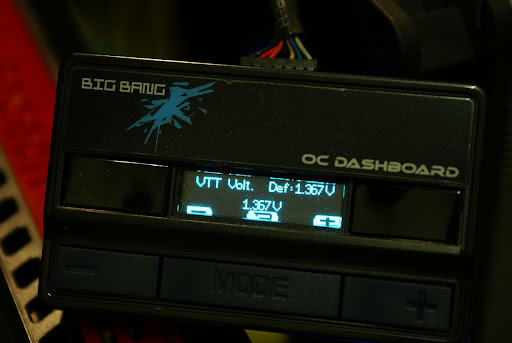 BIG BANG
OC DASHBOARD
VTT Volt. Def:1.367V
1.367V
- MODE +